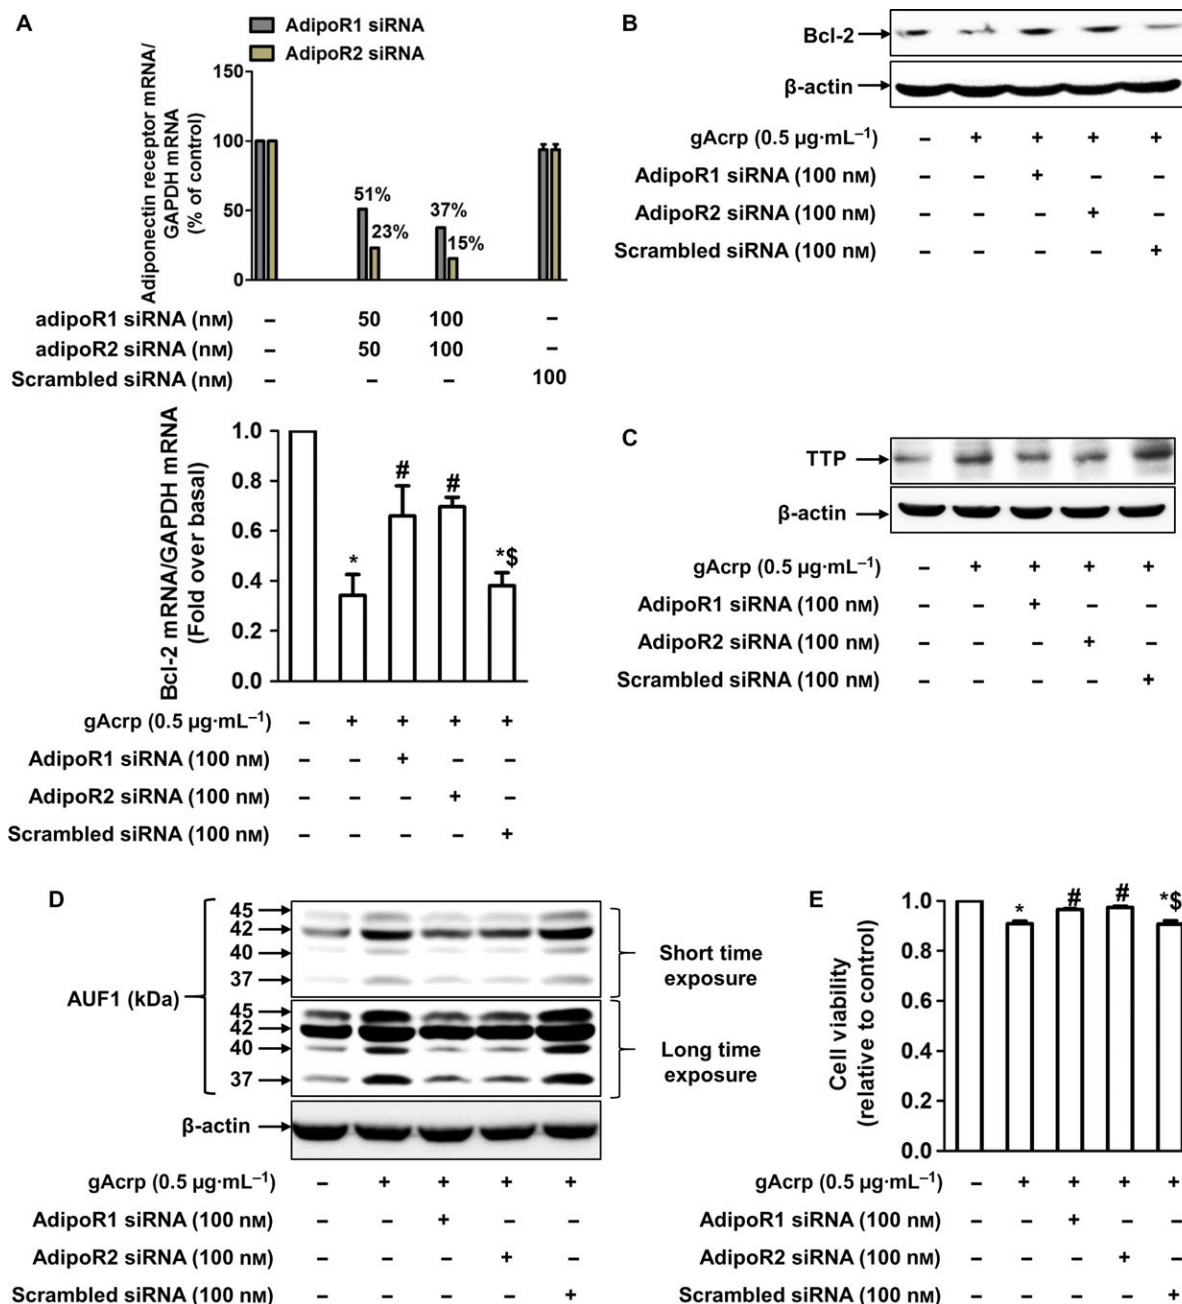 A
AdipoR1 siRNA
AdipoR2 siRNA
Adiponectin receptor mRNA/
GAPDH mRNA
(% of control)
150
100
50
0
51%
23%
37%
15%
adipoR1 siRNA (nM) – 50 100 –
adipoR2 siRNA (nM) – 50 100 –
Scrambled siRNA (nM) – – – 100
B
Bcl-2
β-actin
gAcrp (0.5 µg·mL⁻¹) – + + + +
AdipoR1 siRNA (100 nM) – – + – –
AdipoR2 siRNA (100 nM) – – – + –
Scrambled siRNA (100 nM) – – – – +
Bcl-2 mRNA/GAPDH mRNA
(Fold over basal)
1.0
0.8
0.6
0.4
0.2
0.0
*
#
#
*$
gAcrp (0.5 µg·mL⁻¹) – + + + +
AdipoR1 siRNA (100 nM) – – + – –
AdipoR2 siRNA (100 nM) – – – + –
Scrambled siRNA (100 nM) – – – – +
C
TTP
β-actin
gAcrp (0.5 µg·mL⁻¹) – + + + +
AdipoR1 siRNA (100 nM) – – + – –
AdipoR2 siRNA (100 nM) – – – + –
Scrambled siRNA (100 nM) – – – – +
D
AUF1 (kDa)
45
42
40
37
Short time
exposure
45
42
40
37
Long time
exposure
β-actin
gAcrp (0.5 µg·mL⁻¹) – + + + +
AdipoR1 siRNA (100 nM) – – + – –
AdipoR2 siRNA (100 nM) – – – + –
Scrambled siRNA (100 nM) – – – – +
E
Cell viability
(relative to control)
1.0
0.8
0.6
0.4
0.2
0.0
*
#
#
*$
gAcrp (0.5 µg·mL⁻¹) – + + + +
AdipoR1 siRNA (100 nM) – – + – –
AdipoR2 siRNA (100 nM) – – – + –
Scrambled siRNA (100 nM) – – – – +